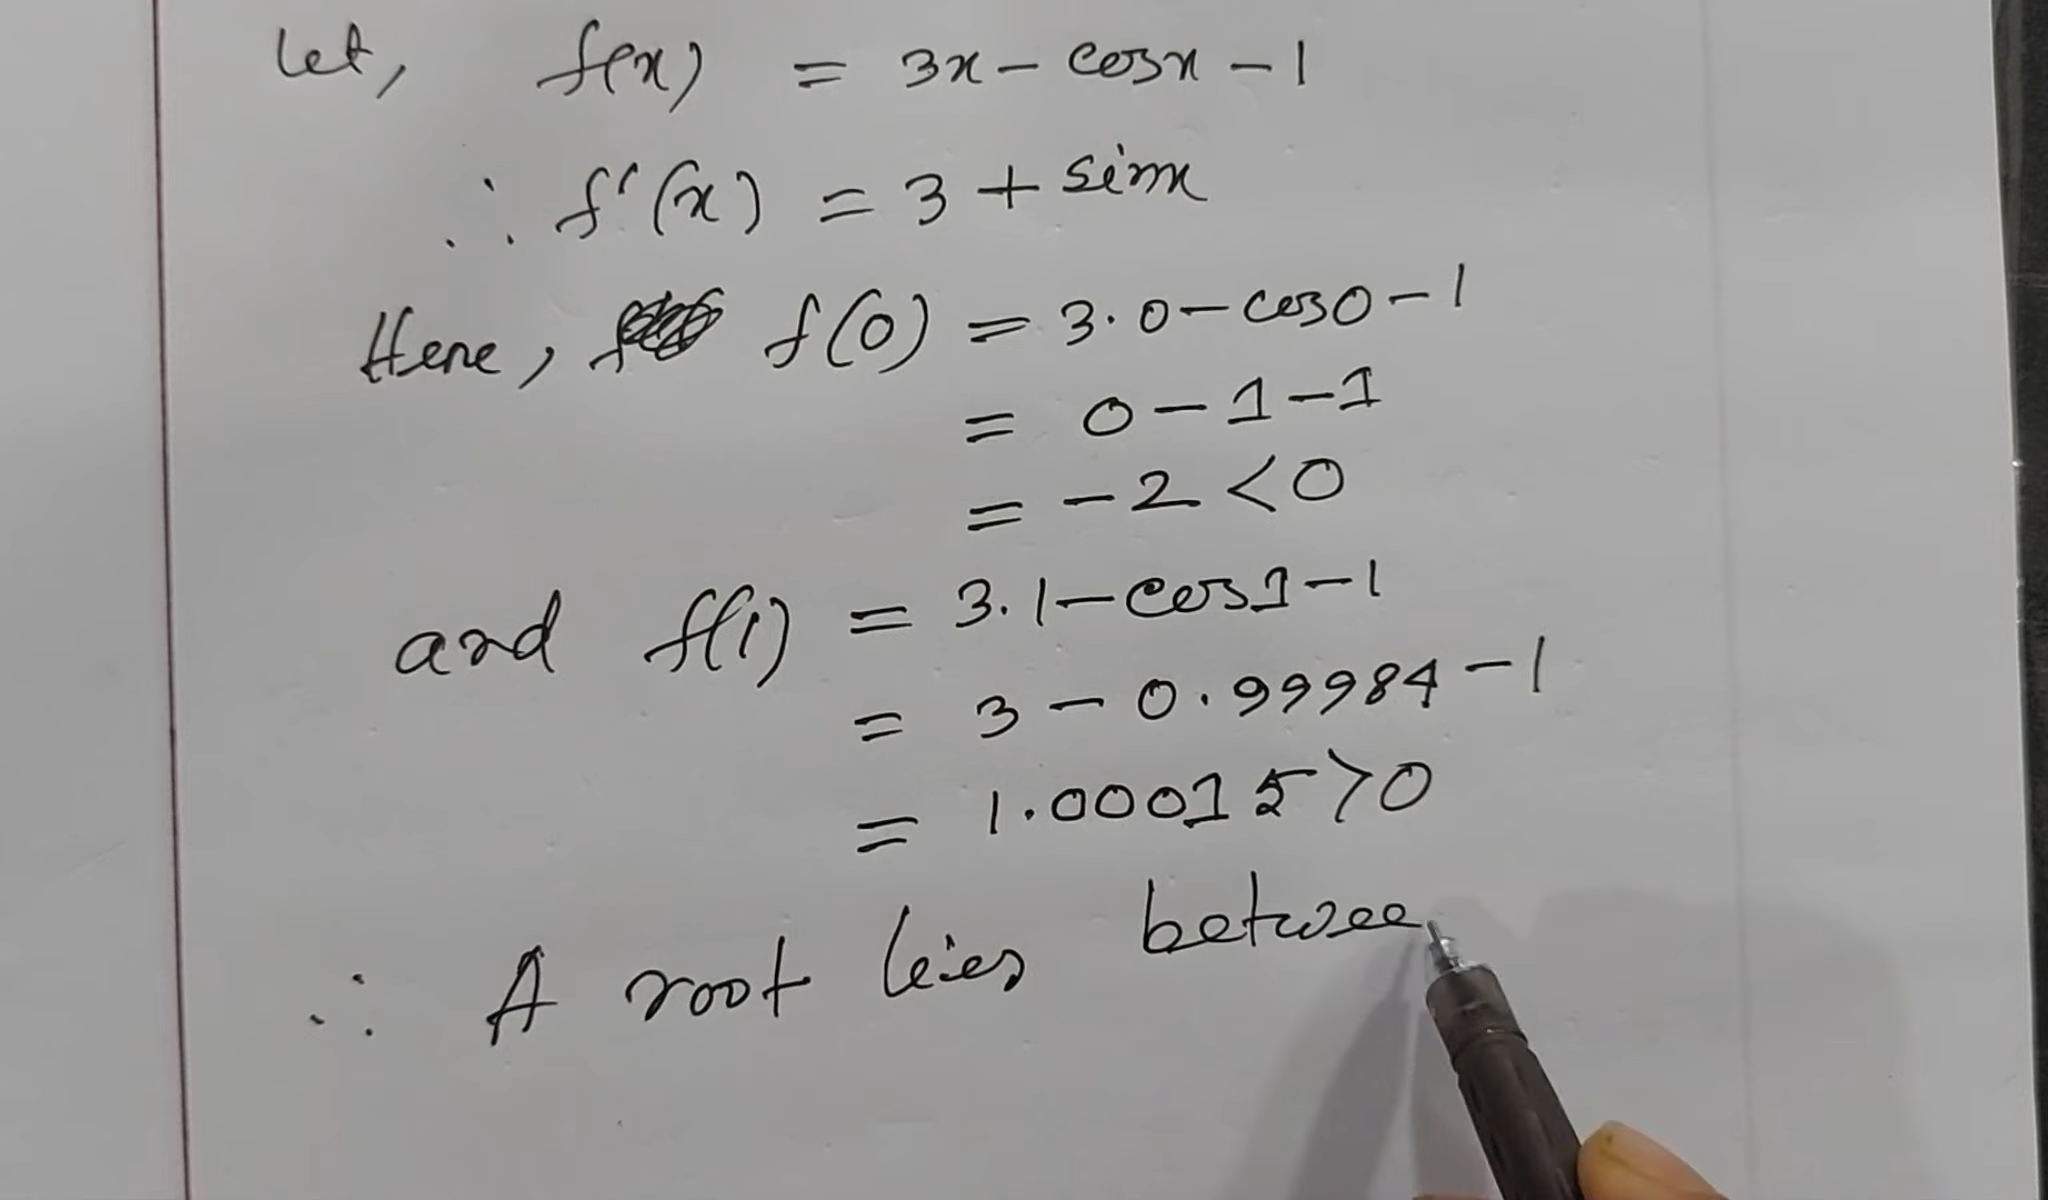 Let, f(x) = 3x - cosx - 1
∴ f'(x) = 3 + sinx
Here, f(0) = 3.0 - cos0 - 1
= 0 - 1 - 1
= -2 < 0
and f(1) = 3.1 - cos1 - 1
= 3 - 0.99984 - 1
= 1.00015 > 0
∴ A root lies betwee